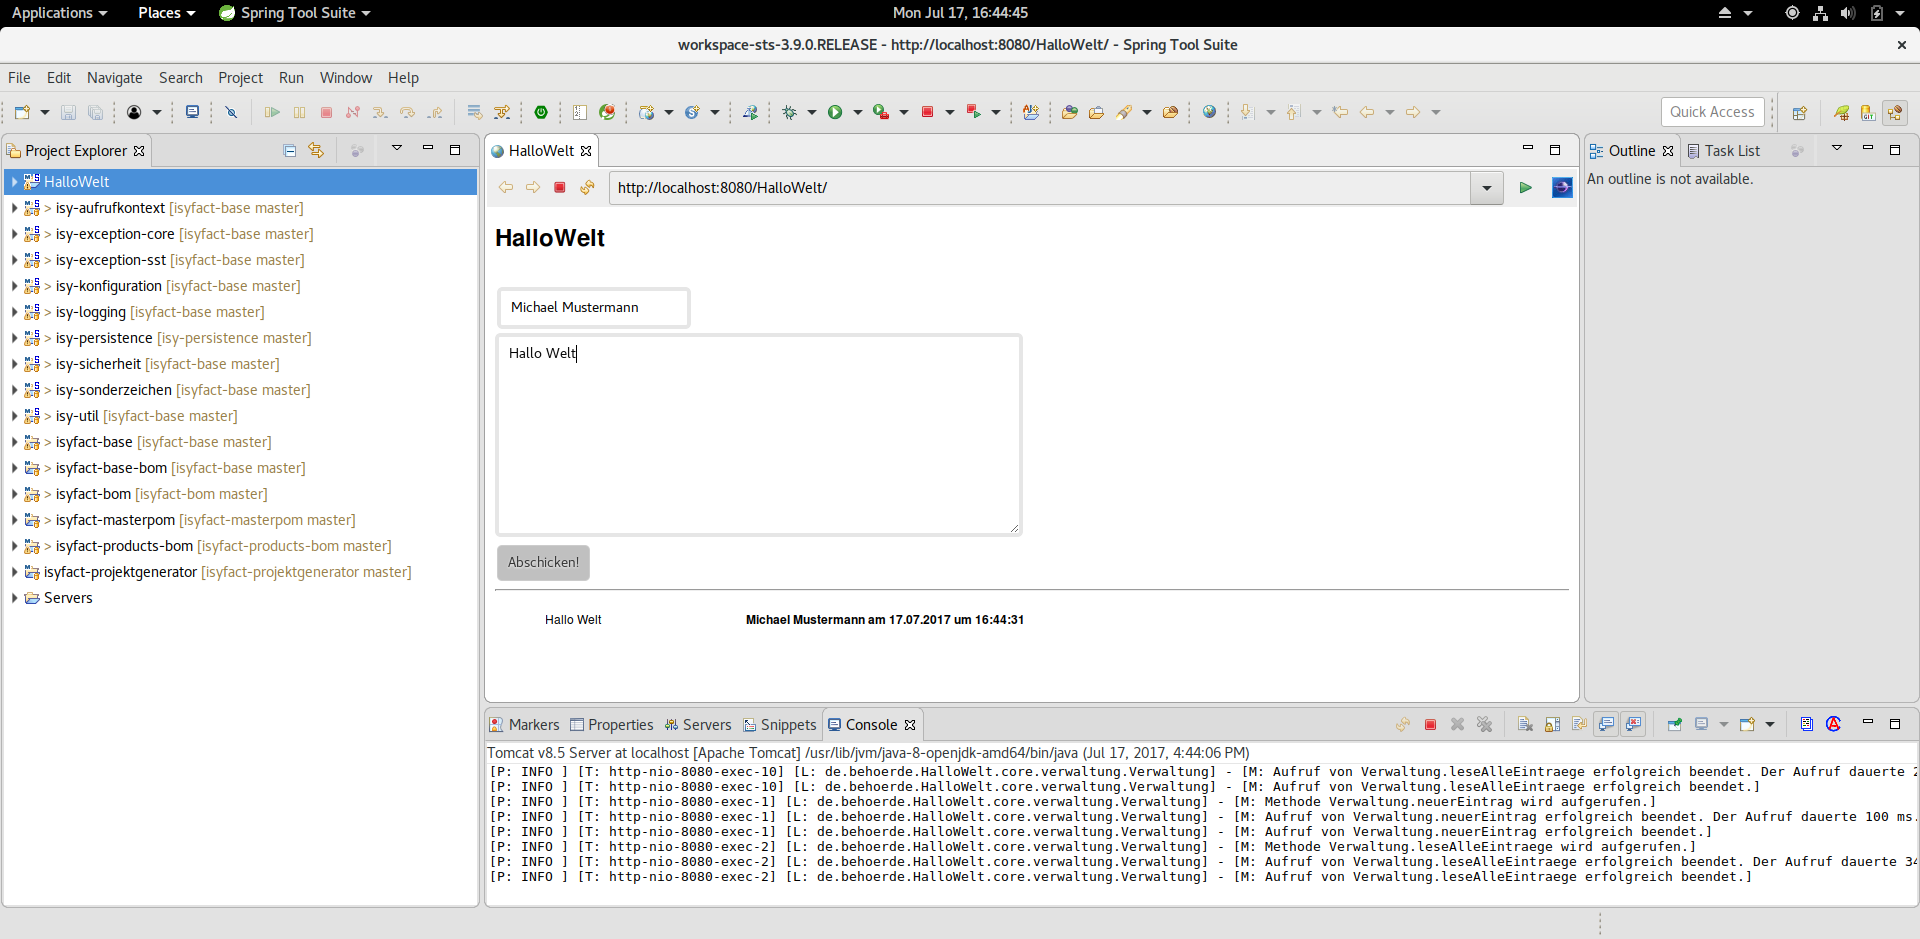 Applications Places Spring Tool Suite Mon Jul 17, 16:44:45
workspace-sts-3.9.0.RELEASE - http://localhost:8080/HalloWelt/ - Spring Tool Suite
File Edit Navigate Search Project Run Window Help
Quick Access
Project Explorer
HalloWelt
> isy-aufrufkontext [isyfact-base master]
> isy-exception-core [isyfact-base master]
> isy-exception-sst [isyfact-base master]
> isy-konfiguration [isyfact-base master]
> isy-logging [isyfact-base master]
> isy-persistence [isy-persistence master]
> isy-sicherheit [isyfact-base master]
> isy-sonderzeichen [isyfact-base master]
> isy-util [isyfact-base master]
> isyfact-base [isyfact-base master]
> isyfact-base-bom [isyfact-base master]
> isyfact-bom [isyfact-bom master]
> isyfact-masterpom [isyfact-masterpom master]
> isyfact-products-bom [isyfact-products-bom master]
isyfact-projektgenerator [isyfact-projektgenerator master]
Servers
HalloWelt
http://localhost:8080/HalloWelt/
HalloWelt
Michael Mustermann
Hallo Welt
Abschicken!
Hallo Welt Michael Mustermann am 17.07.2017 um 16:44:31
Outline Task List
An outline is not available.
Markers Properties Servers Snippets Console
Tomcat v8.5 Server at localhost [Apache Tomcat] /usr/lib/jvm/java-8-openjdk-amd64/bin/java (Jul 17, 2017, 4:44:06 PM)
[P: INFO ] [T: http-nio-8080-exec-10] [L: de.behoerde.HalloWelt.core.verwaltung.Verwaltung] - [M: Aufruf von Verwaltung.leseAlleEintraege erfolgreich beendet. Der Aufruf dauerte
[P: INFO ] [T: http-nio-8080-exec-10] [L: de.behoerde.HalloWelt.core.verwaltung.Verwaltung] - [M: Aufruf von Verwaltung.leseAlleEintraege erfolgreich beendet.]
[P: INFO ] [T: http-nio-8080-exec-1] [L: de.behoerde.HalloWelt.core.verwaltung.Verwaltung] - [M: Methode Verwaltung.neuerEintrag wird aufgerufen.]
[P: INFO ] [T: http-nio-8080-exec-1] [L: de.behoerde.HalloWelt.core.verwaltung.Verwaltung] - [M: Aufruf von Verwaltung.neuerEintrag erfolgreich beendet. Der Aufruf dauerte 100 ms.
[P: INFO ] [T: http-nio-8080-exec-1] [L: de.behoerde.HalloWelt.core.verwaltung.Verwaltung] - [M: Aufruf von Verwaltung.neuerEintrag erfolgreich beendet.]
[P: INFO ] [T: http-nio-8080-exec-2] [L: de.behoerde.HalloWelt.core.verwaltung.Verwaltung] - [M: Methode Verwaltung.leseAlleEintraege wird aufgerufen.]
[P: INFO ] [T: http-nio-8080-exec-2] [L: de.behoerde.HalloWelt.core.verwaltung.Verwaltung] - [M: Aufruf von Verwaltung.leseAlleEintraege erfolgreich beendet. Der Aufruf dauerte 34
[P: INFO ] [T: http-nio-8080-exec-2] [L: de.behoerde.HalloWelt.core.verwaltung.Verwaltung] - [M: Aufruf von Verwaltung.leseAlleEintraege erfolgreich beendet.]